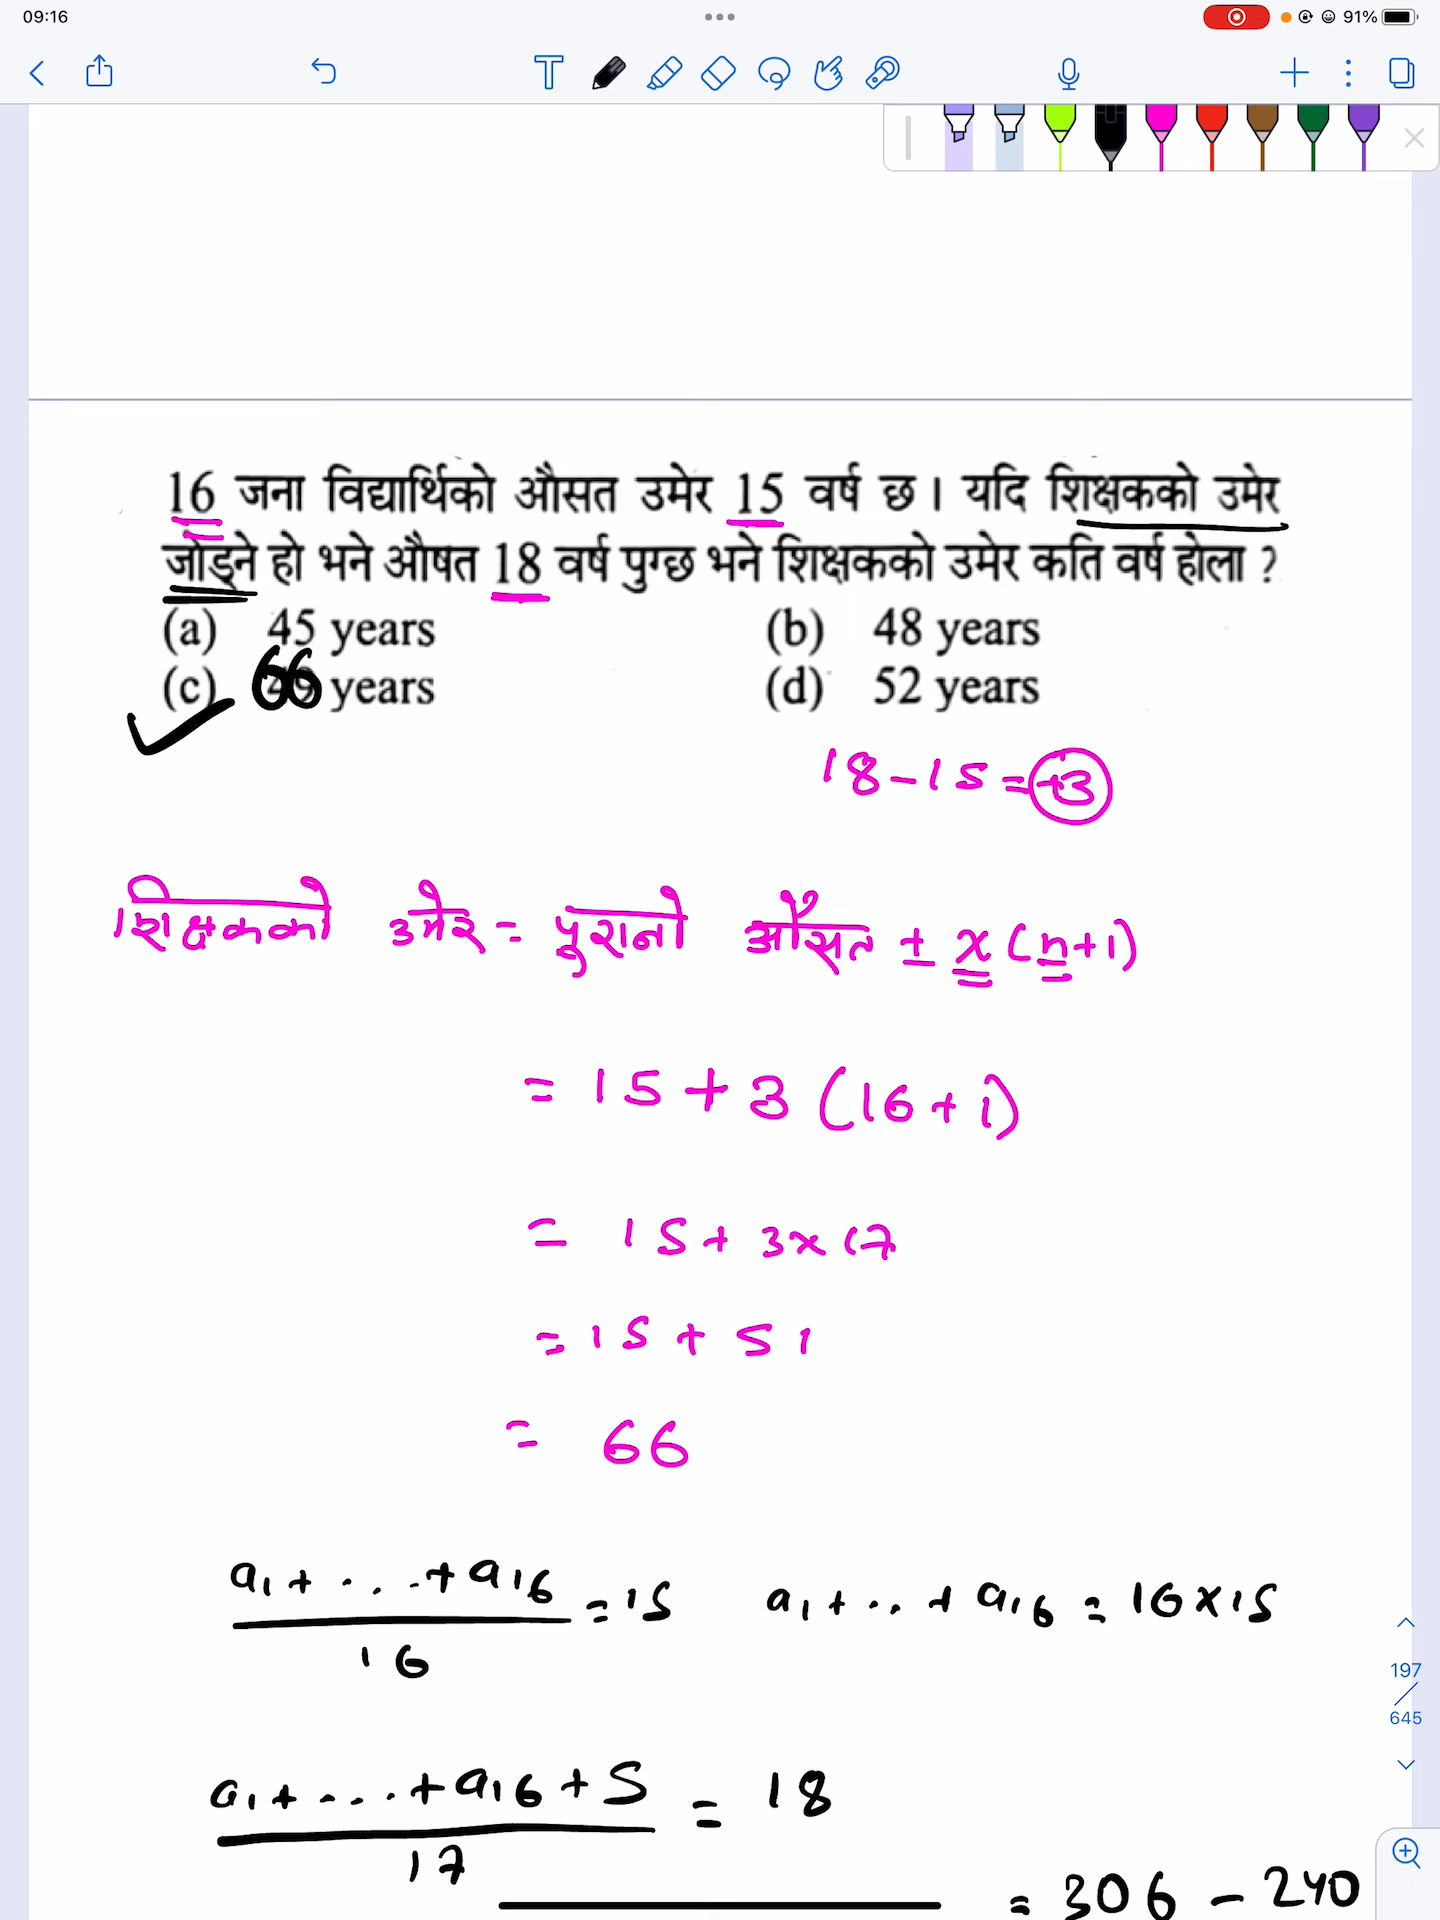 09:16
91%
16 जना विद्यार्थिको औसत उमेर 15 वर्ष छ । यदि शिक्षकको उमेर
जोड्ने हो भने औषत 18 वर्ष पुग्छ भने शिक्षकको उमेर कति वर्ष होला ?
(a) 45 years (b) 48 years
(c) 66 years (d) 52 years
18 - 15 = +3
शिक्षकको उमेर = पुरानो औसत ± x (n+1)
= 15 + 3 (16 + 1)
= 15 + 3 x 17
= 15 + 51
= 66
a1 + ... + a16 / 16 = 15 a1 + .. + a16 = 16 x 15
a1 + ... + a16 + S / 17 = 18
= 306 - 240
197 / 645